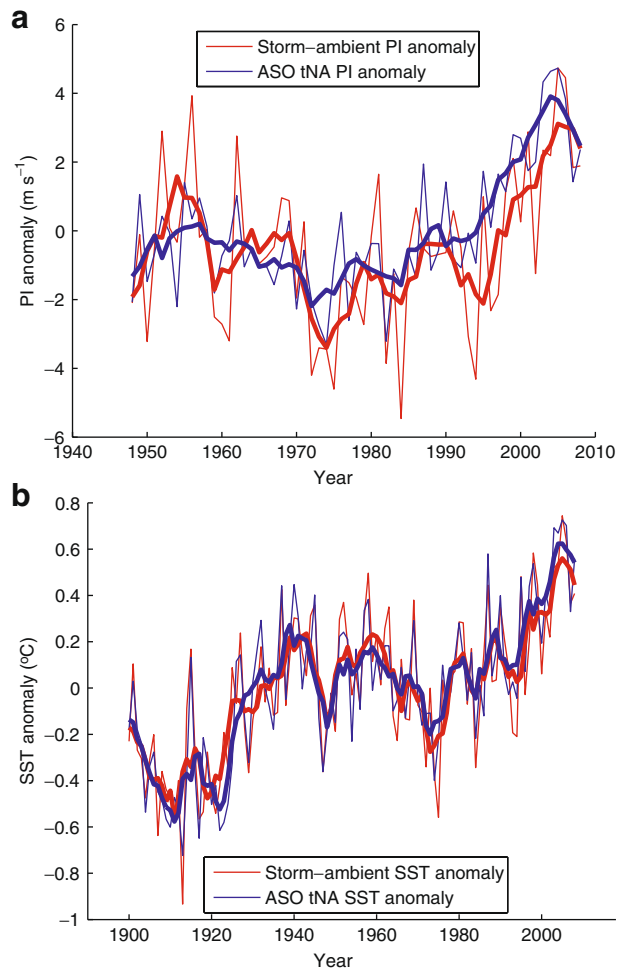 a
Storm−ambient PI anomaly
ASO tNA PI anomaly
PI anomaly (m s⁻¹)
6
4
2
0
−2
−4
−6
1940 1950 1960 1970 1980 1990 2000 2010
Year
b
SST anomaly (ºC)
0.8
0.6
0.4
0.2
0
−0.2
−0.4
−0.6
−0.8
−1
Storm−ambient SST anomaly
ASO tNA SST anomaly
1900 1920 1940 1960 1980 2000
Year